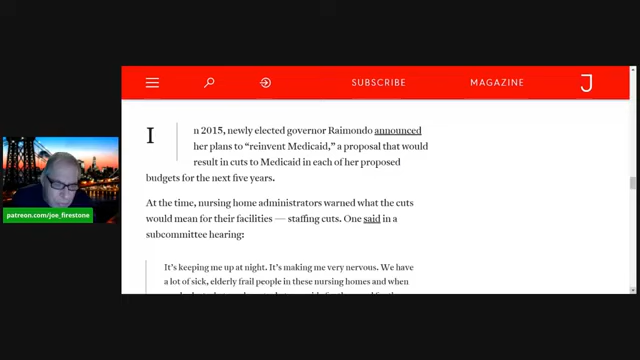 SUBSCRIBE MAGAZINE J
In 2015, newly elected governor Raimondo announced
her plans to “reinvent Medicaid,” a proposal that would
result in cuts to Medicaid in each of her proposed
budgets for the next five years.
At the time, nursing home administrators warned what the cuts
would mean for their facilities — staffing cuts. One said in a
subcommittee hearing:
It’s keeping me up at night. It’s making me very nervous. We have
a lot of sick, elderly frail people in these nursing homes and when
patreon.com/joe_firestone